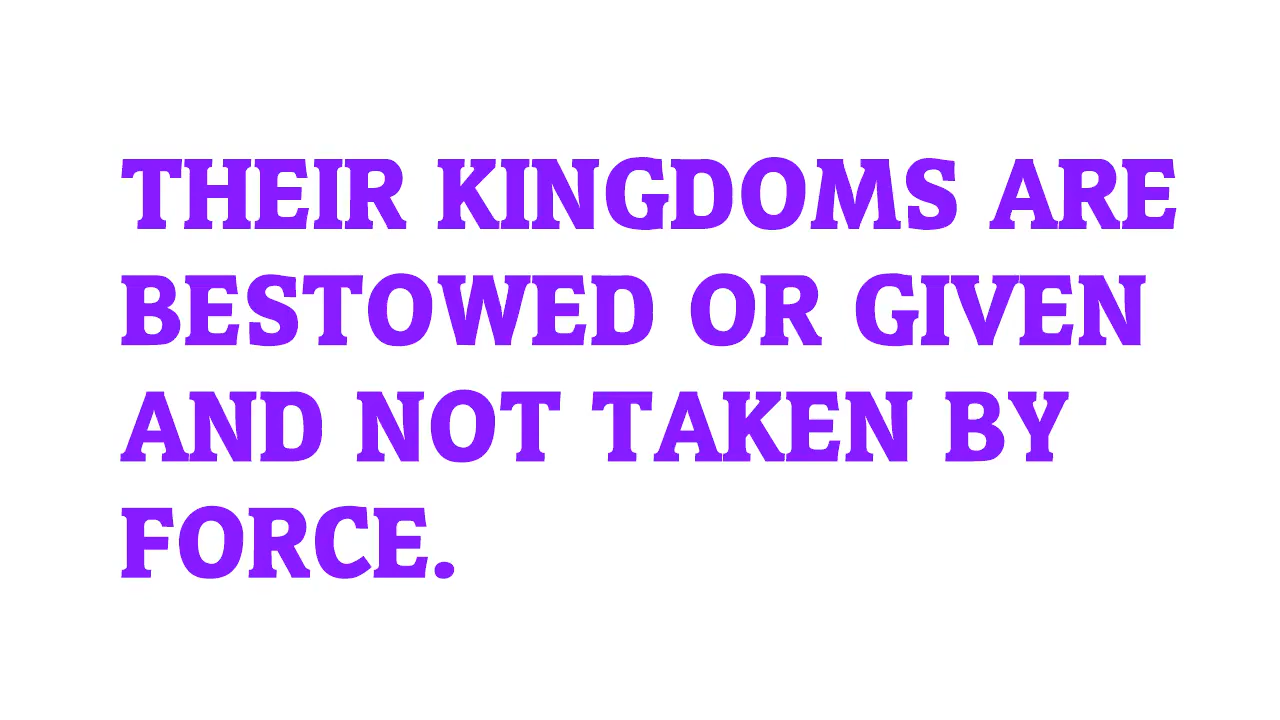 THEIR KINGDOMS ARE
BESTOWED OR GIVEN
AND NOT TAKEN BY
FORCE.